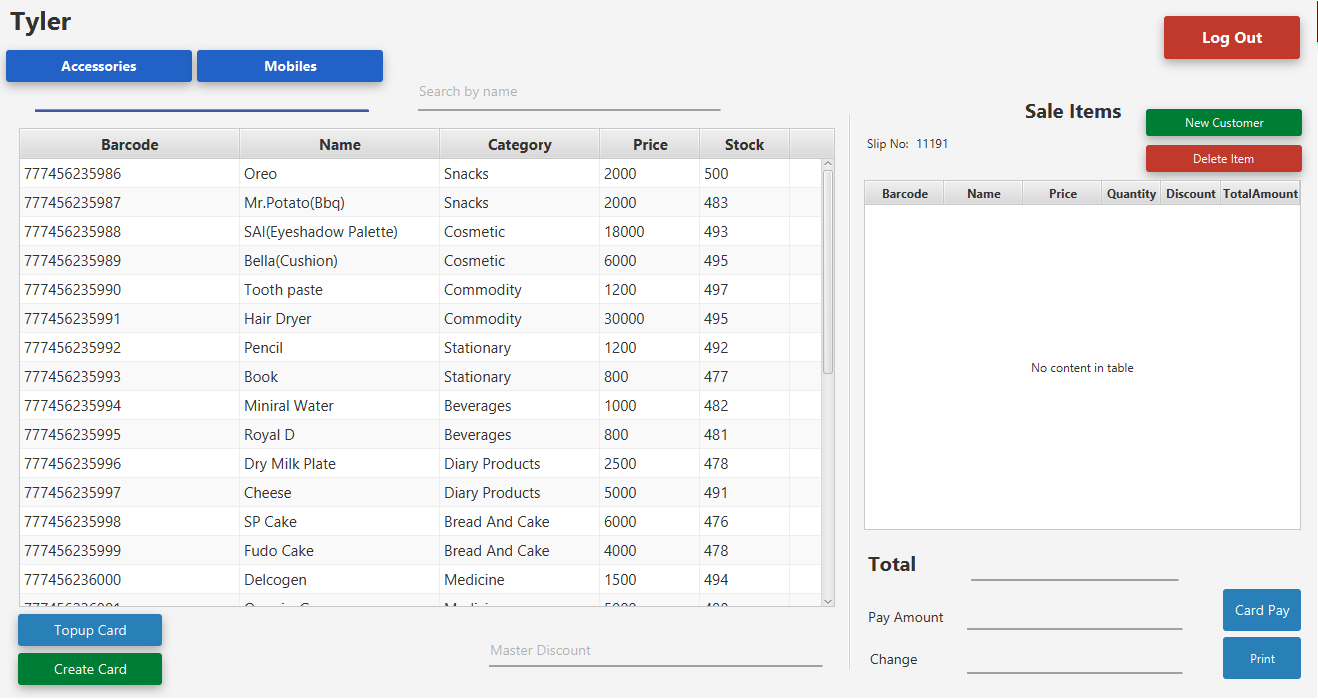 Tyler
Log Out
Accessories Mobiles
Search by name
Sale Items
New Customer
Slip No: 11191
Delete Item
Barcode Name Category Price Stock
777456235986 Oreo Snacks 2000 500
777456235987 Mr.Potato(Bbq) Snacks 2000 483
777456235988 SAI(Eyeshadow Palette) Cosmetic 18000 493
777456235989 Bella(Cushion) Cosmetic 6000 495
777456235990 Tooth paste Commodity 1200 497
777456235991 Hair Dryer Commodity 30000 495
777456235992 Pencil Stationary 1200 492
777456235993 Book Stationary 800 477
777456235994 Miniral Water Beverages 1000 482
777456235995 Royal D Beverages 800 481
777456235996 Dry Milk Plate Diary Products 2500 478
777456235997 Cheese Diary Products 5000 491
777456235998 SP Cake Bread And Cake 6000 476
777456235999 Fudo Cake Bread And Cake 4000 478
777456236000 Delcogen Medicine 1500 494
Barcode Name Price Quantity Discount TotalAmount
No content in table
Total
Pay Amount
Change
Card Pay
Print
Topup Card
Create Card
Master Discount